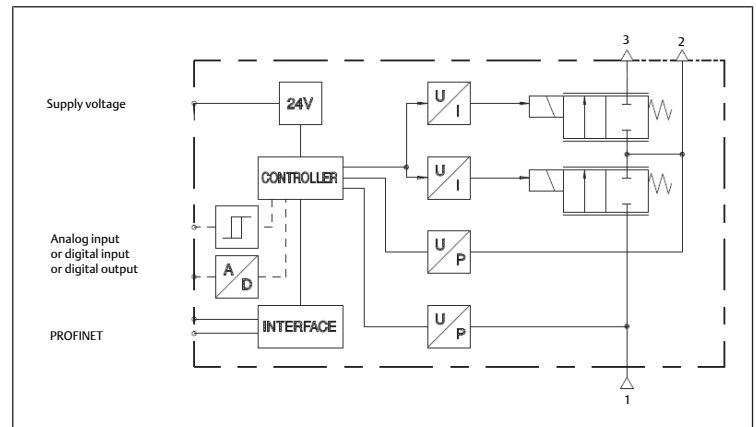 3 2
Supply voltage
24V
U
I
CONTROLLER
U
I
Analog input
or digital input
or digital output
A
D
U
P
PROFINET
INTERFACE
U
P
1